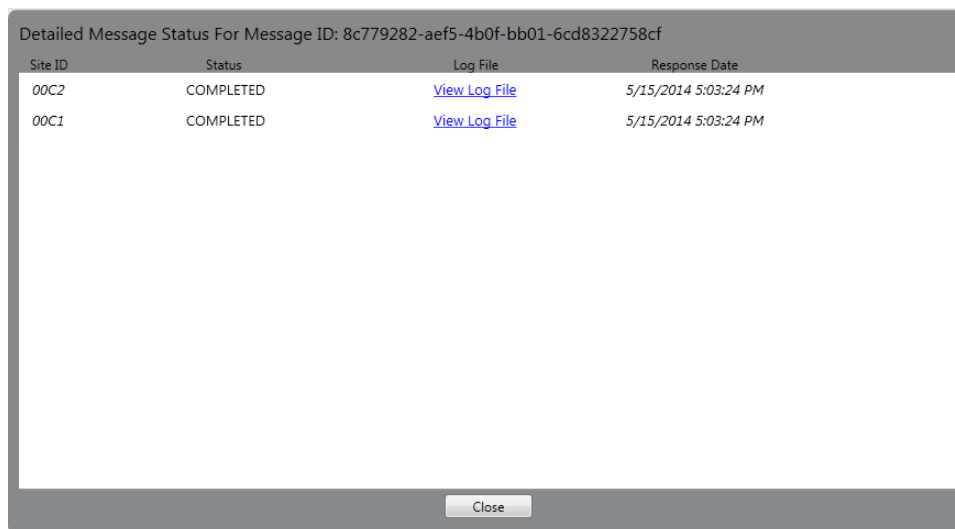 Detailed Message Status For Message ID: 8c779282-aef5-4b0f-bb01-6cd8322758cf
Site ID Status Log File Response Date
00C2 COMPLETED View Log File 5/15/2014 5:03:24 PM
00C1 COMPLETED View Log File 5/15/2014 5:03:24 PM
Close